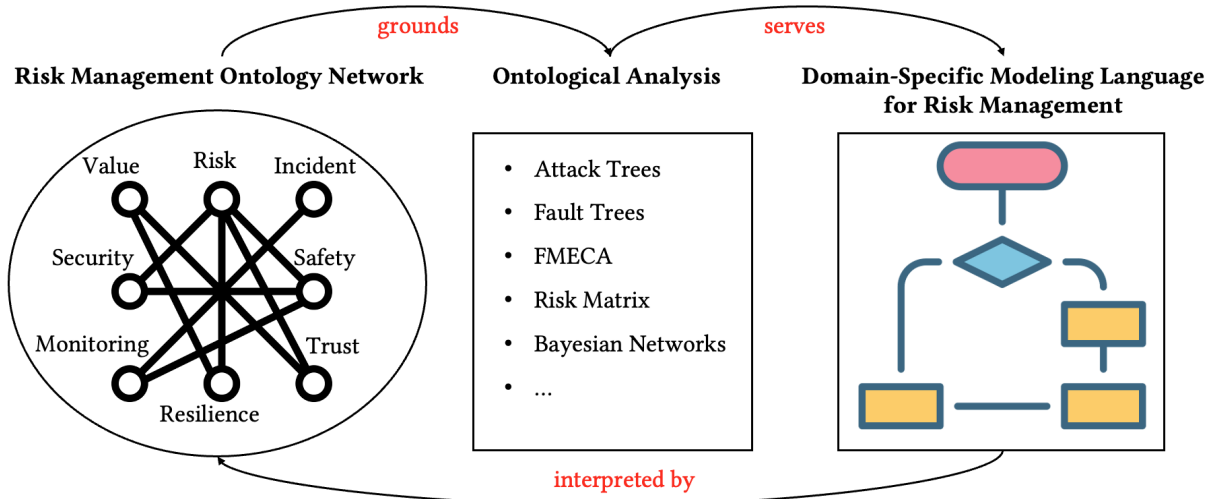 grounds
serves
Risk Management Ontology Network
Ontological Analysis
Domain-Specific Modeling Language
for Risk Management
Value
Risk
Incident
Security
Safety
Monitoring
Trust
Resilience
• Attack Trees
• Fault Trees
• FMECA
• Risk Matrix
• Bayesian Networks
• ...
interpreted by